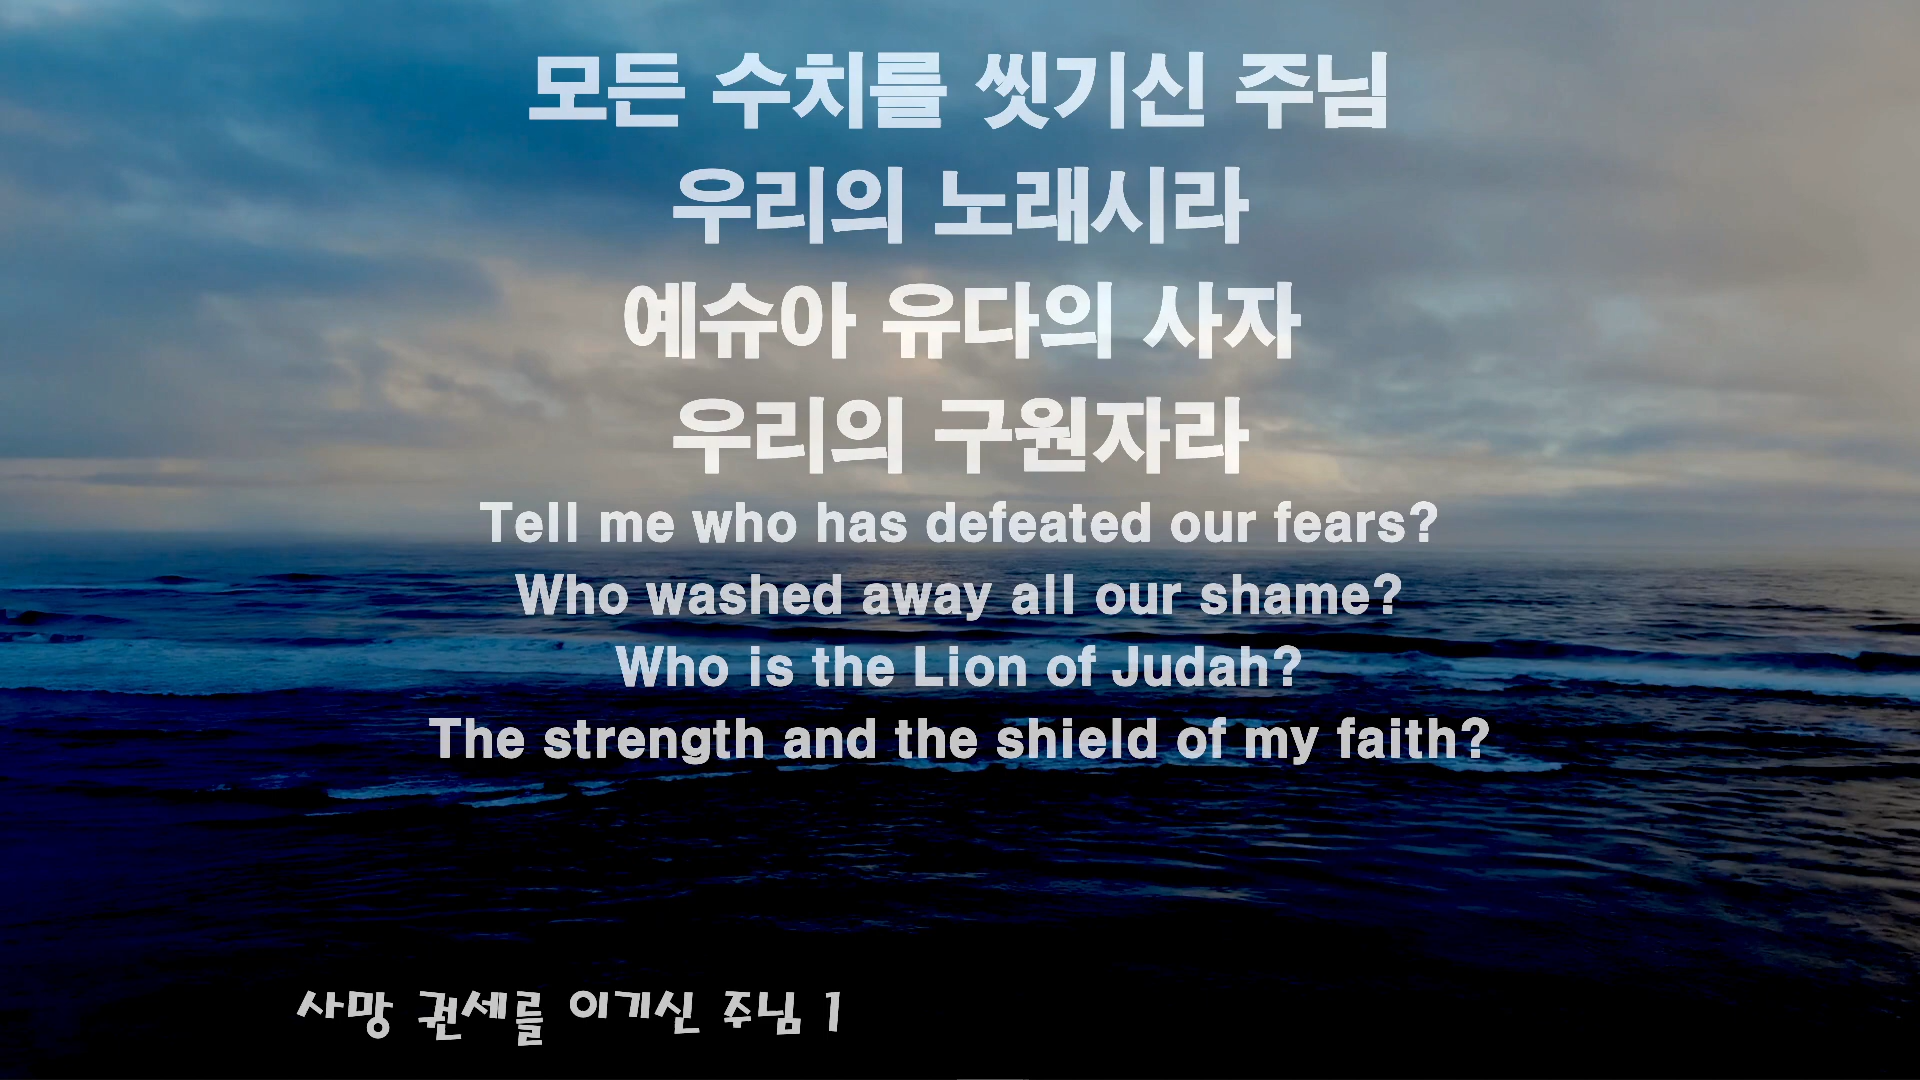 모든 수치를 씻기신 주님
우리의 노래시라
예슈아 유다의 사자
우리의 구원자라
Tell me who has defeated our fears?
Who washed away all our shame?
Who is the Lion of Judah?
The strength and the shield of my faith?
사망 권세를 이기신 주님 1